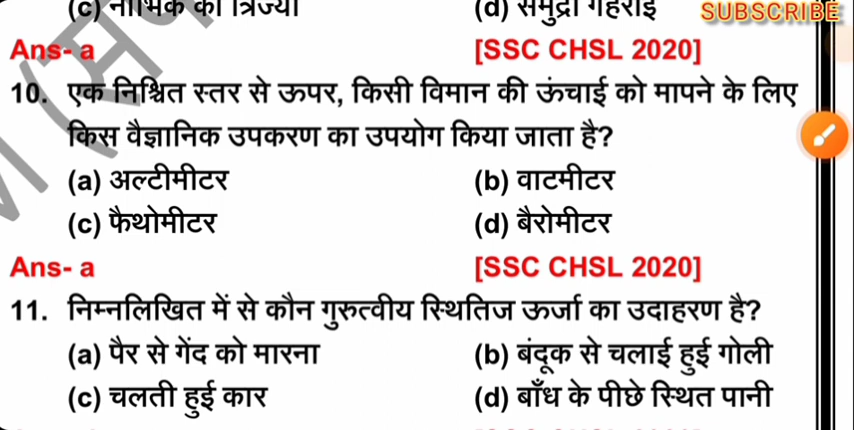 (c) नाभिक की त्रिज्या (d) समुद्री गहराई SUBSCRIBE
Ans- a [SSC CHSL 2020]
10. एक निश्चित स्तर से ऊपर, किसी विमान की ऊंचाई को मापने के लिए
किस वैज्ञानिक उपकरण का उपयोग किया जाता है?
(a) अल्टीमीटर (b) वाटमीटर
(c) फैथोमीटर (d) बैरोमीटर
Ans- a [SSC CHSL 2020]
11. निम्नलिखित में से कौन गुरुत्वीय स्थितिज ऊर्जा का उदाहरण है?
(a) पैर से गेंद को मारना (b) बंदूक से चलाई हुई गोली
(c) चलती हुई कार (d) बाँध के पीछे स्थित पानी